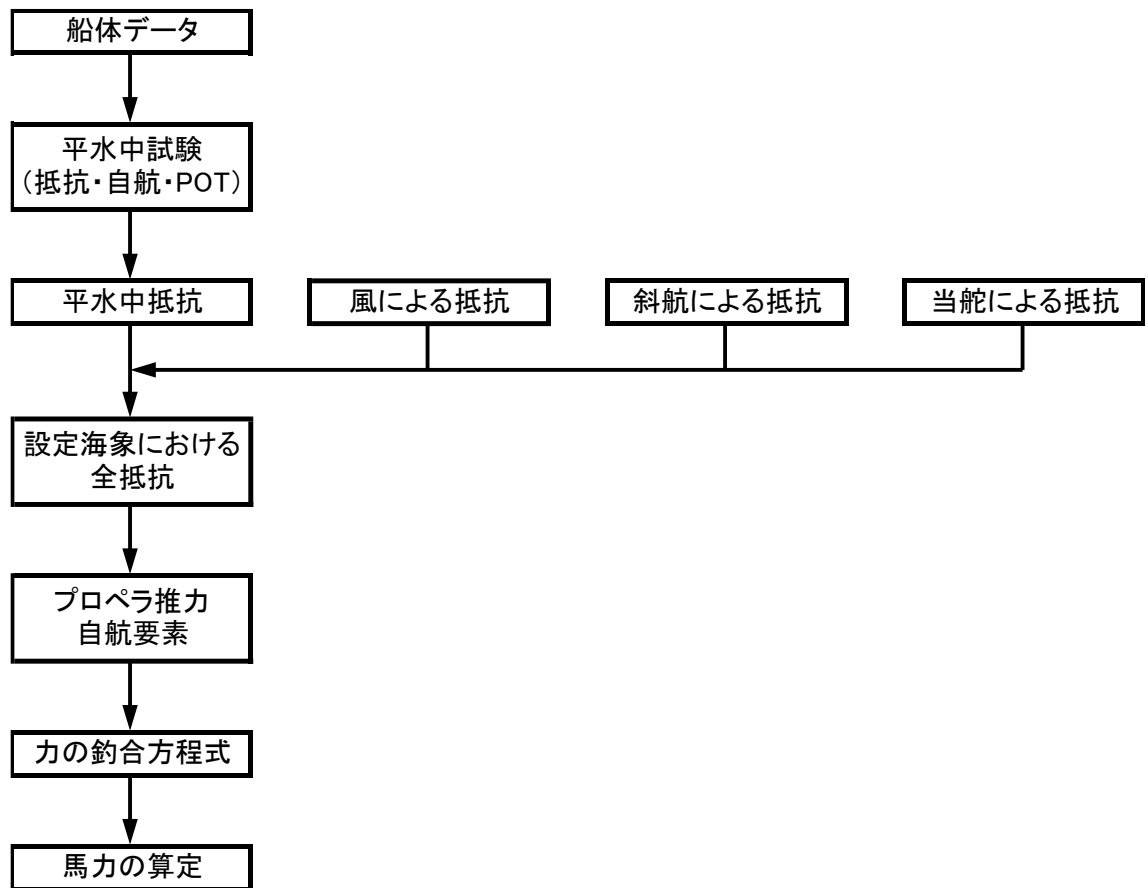 船体データ
平水中試験
（抵抗・自航・POT）
平水中抵抗
風による抵抗
斜航による抵抗
当舵による抵抗
設定海象における
全抵抗
プロペラ推力
自航要素
力の釣合方程式
馬力の算定